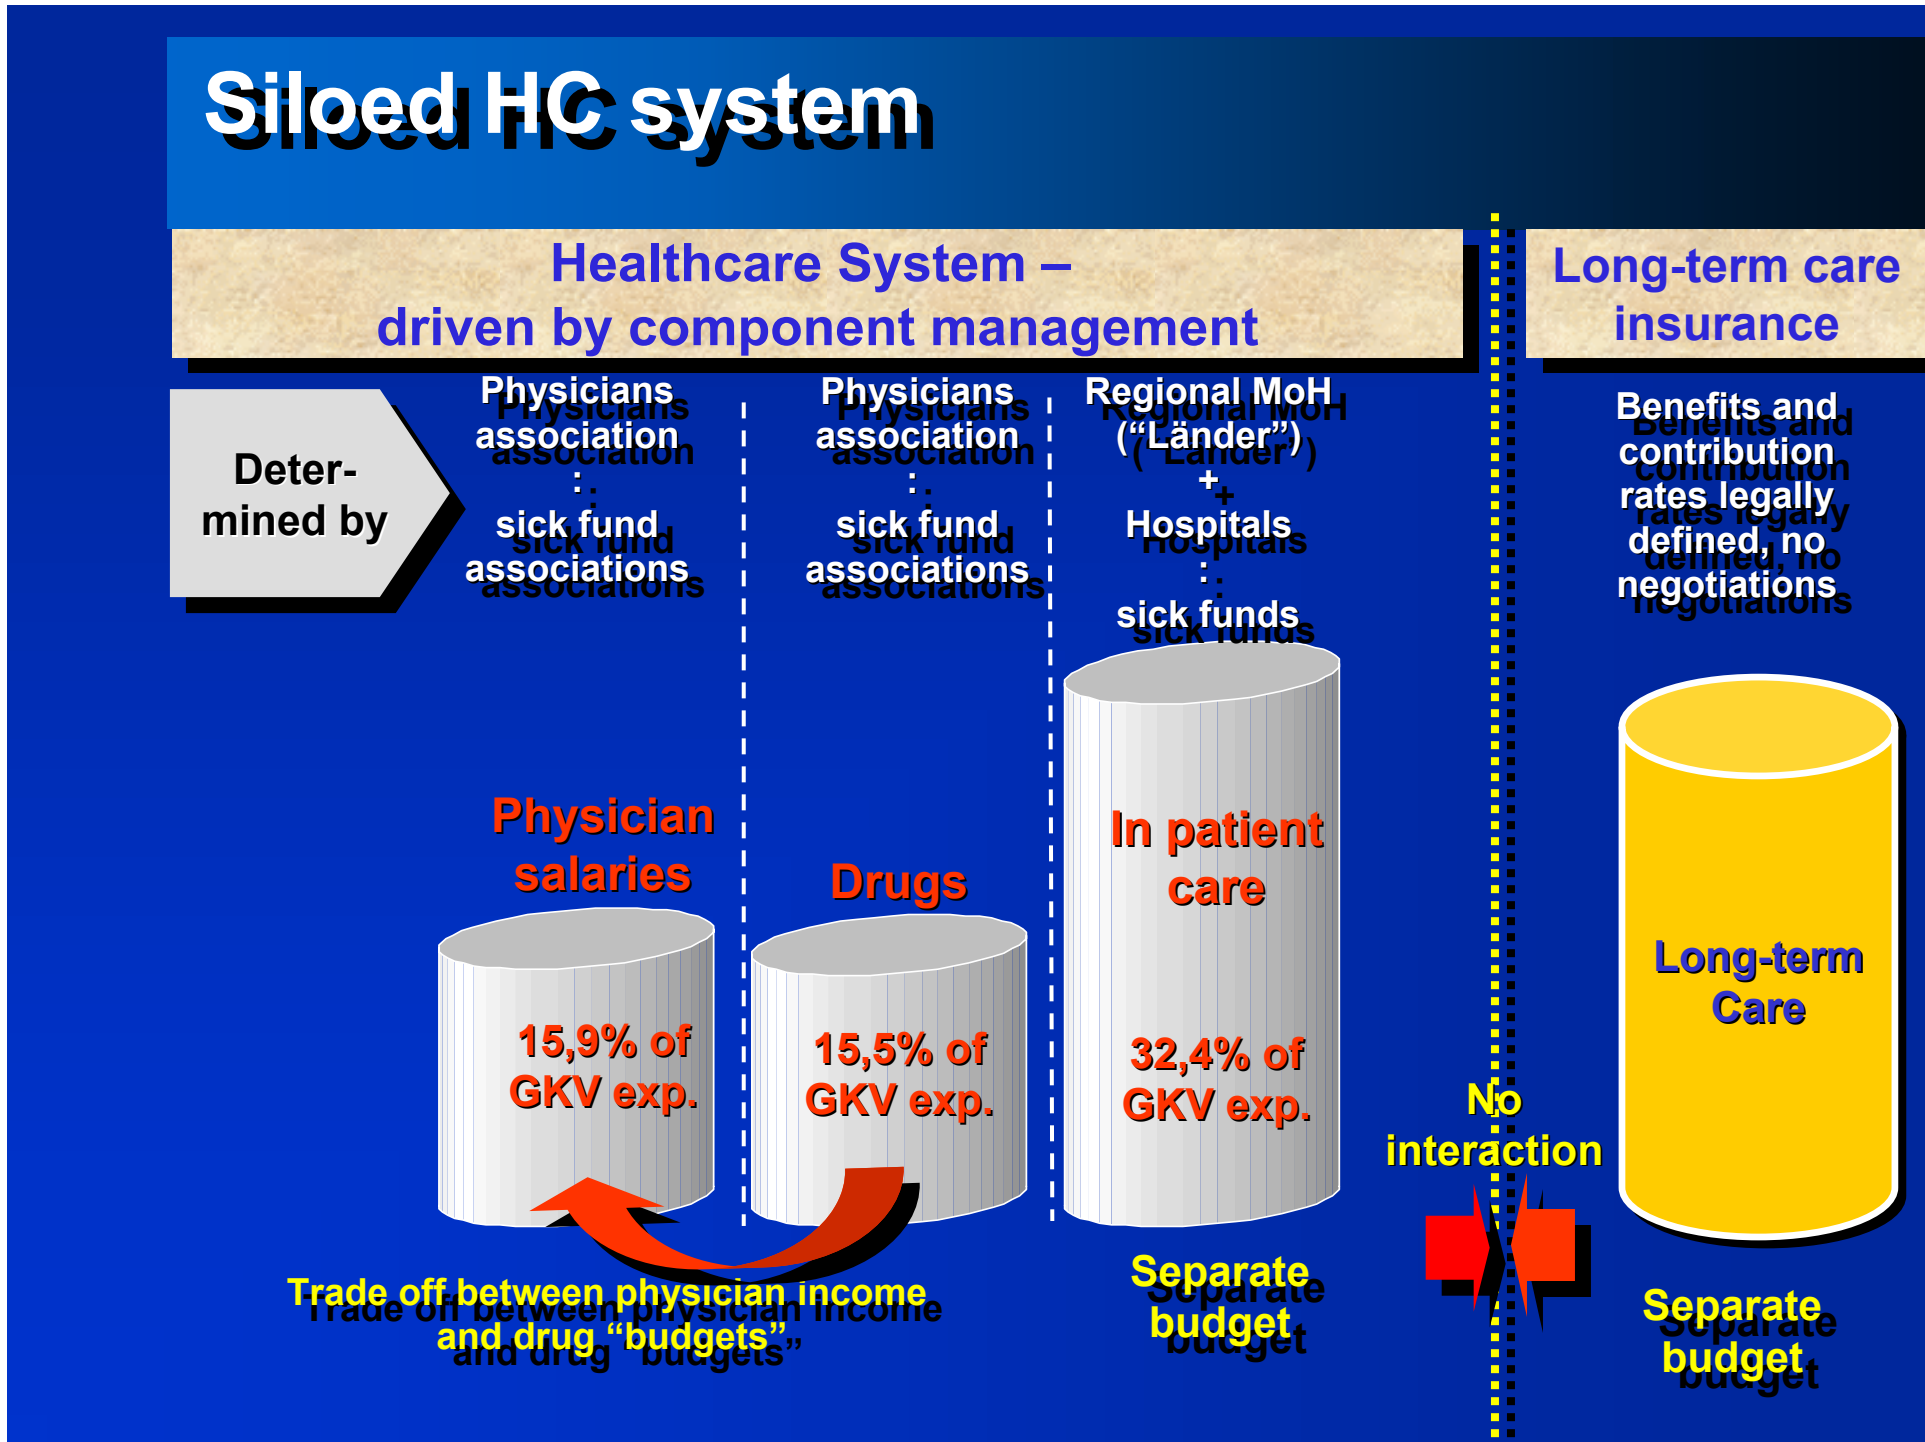 Siloed HC system
Healthcare System –
driven by component management
Long-term care
insurance
Deter-
mined by
Physicians
association
:
sick fund
associations
Physicians
association
:
sick fund
associations
Regional MoH
(“Länder”)
+
Hospitals
:
sick funds
Benefits and
contribution
rates legally
defined, no
negotiations
Physician
salaries
15,9% of
GKV exp.
Drugs
15,5% of
GKV exp.
In patient
care
32,4% of
GKV exp.
Long-term
Care
No
interaction
Trade off between physician income
and drug “budgets”
Separate
budget
Separate
budget